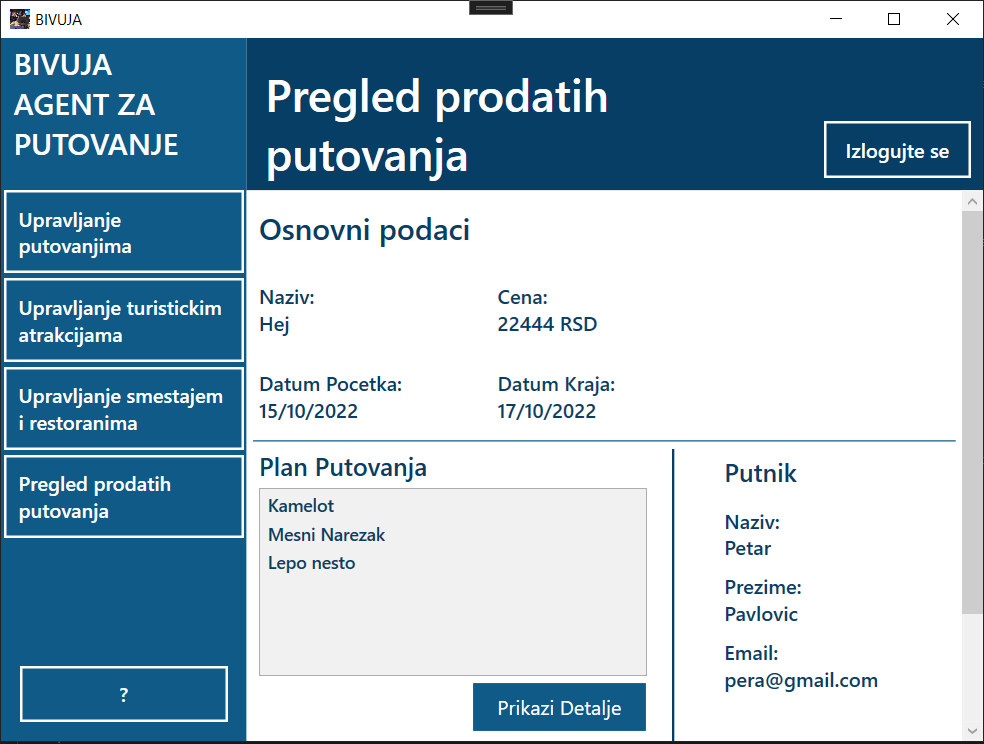 BIVUJA
BIVUJA
AGENT ZA
PUTOVANJE
Pregled prodatih
putovanja
Izlogujte se
Upravljanje
putovanjima
Upravljanje turistickim
atrakcijama
Upravljanje smestajem
i restoranima
Pregled prodatih
putovanja
?
Osnovni podaci
Naziv:
Hej
Cena:
22444 RSD
Datum Pocetka:
15/10/2022
Datum Kraja:
17/10/2022
Plan Putovanja
Kamelot
Mesni Narezak
Lepo nesto
Prikazi Detalje
Putnik
Naziv:
Petar
Prezime:
Pavlovic
Email:
pera@gmail.com